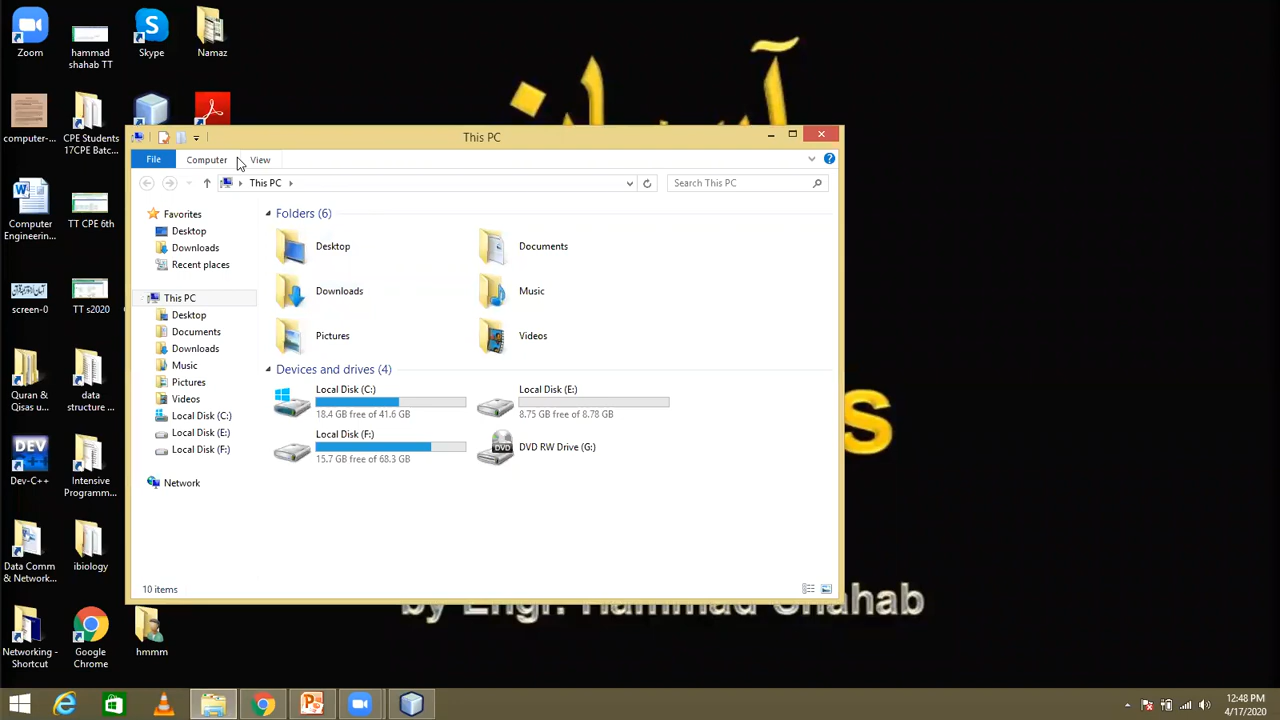 Zoom
hammad
shahab TT
Skype
Namaz
computer-...
CPE Students
17CPE Batc...
Computer
Engineerin...
TT CPE 6th
screen-0
TT s2020
Quran &
Qisas u...
data
structure ...
DEV
Dev-C++
Intensive
Programm...
Data Comm
& Network...
ibiology
Networking -
Shortcut
Google
Chrome
hmmm
This PC
File
Computer
View
This PC
Search This PC
Favorites
Desktop
Downloads
Recent places
This PC
Desktop
Documents
Downloads
Music
Pictures
Videos
Local Disk (C:)
Local Disk (E:)
Local Disk (F:)
Network
Folders (6)
Desktop
Documents
Downloads
Music
Pictures
Videos
Devices and drives (4)
Local Disk (C:)
18.4 GB free of 41.6 GB
Local Disk (E:)
8.75 GB free of 8.78 GB
Local Disk (F:)
15.7 GB free of 68.3 GB
DVD
DVD RW Drive (G:)
10 items
by Engr. Hammad Shahab
12:48 PM
4/17/2020